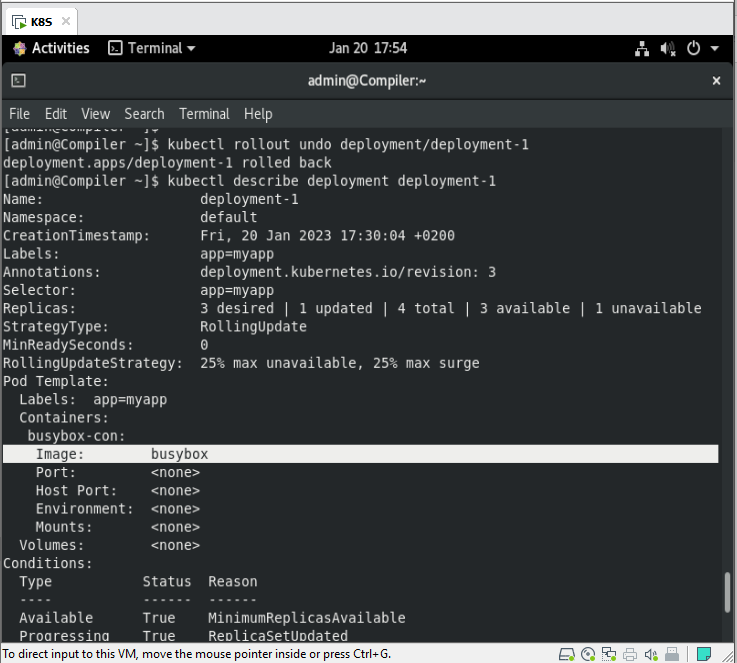 K8S ×
Activities Terminal Jan 20 17:54
admin@Compiler:~ ×
File Edit View Search Terminal Help
[admin@Compiler ~]$
[admin@Compiler ~]$ kubectl rollout undo deployment/deployment-1
deployment.apps/deployment-1 rolled back
[admin@Compiler ~]$ kubectl describe deployment deployment-1
Name: deployment-1
Namespace: default
CreationTimestamp: Fri, 20 Jan 2023 17:30:04 +0200
Labels: app=myapp
Annotations: deployment.kubernetes.io/revision: 3
Selector: app=myapp
Replicas: 3 desired | 1 updated | 4 total | 3 available | 1 unavailable
StrategyType: RollingUpdate
MinReadySeconds: 0
RollingUpdateStrategy: 25% max unavailable, 25% max surge
Pod Template:
Labels: app=myapp
Containers:
busybox-con:
Image: busybox
Port: <none>
Host Port: <none>
Environment: <none>
Mounts: <none>
Volumes: <none>
Conditions:
Type Status Reason
---- ------ ------
Available True MinimumReplicasAvailable
Progressing True ReplicaSetUpdated
To direct input to this VM, move the mouse pointer inside or press Ctrl+G.